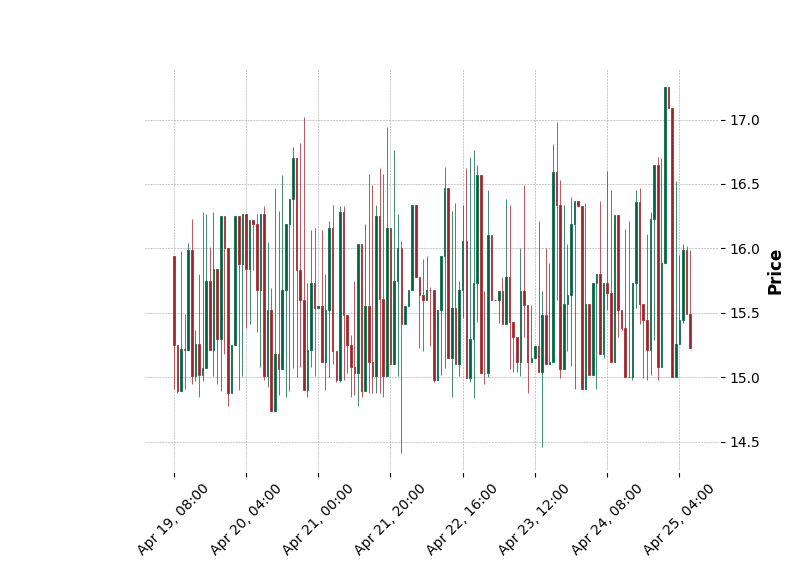 17.0
16.5
16.0
15.5
15.0
14.5
Price
Apr 19, 08:00
Apr 20, 04:00
Apr 21, 00:00
Apr 21, 20:00
Apr 22, 16:00
Apr 23, 12:00
Apr 24, 08:00
Apr 25, 04:00